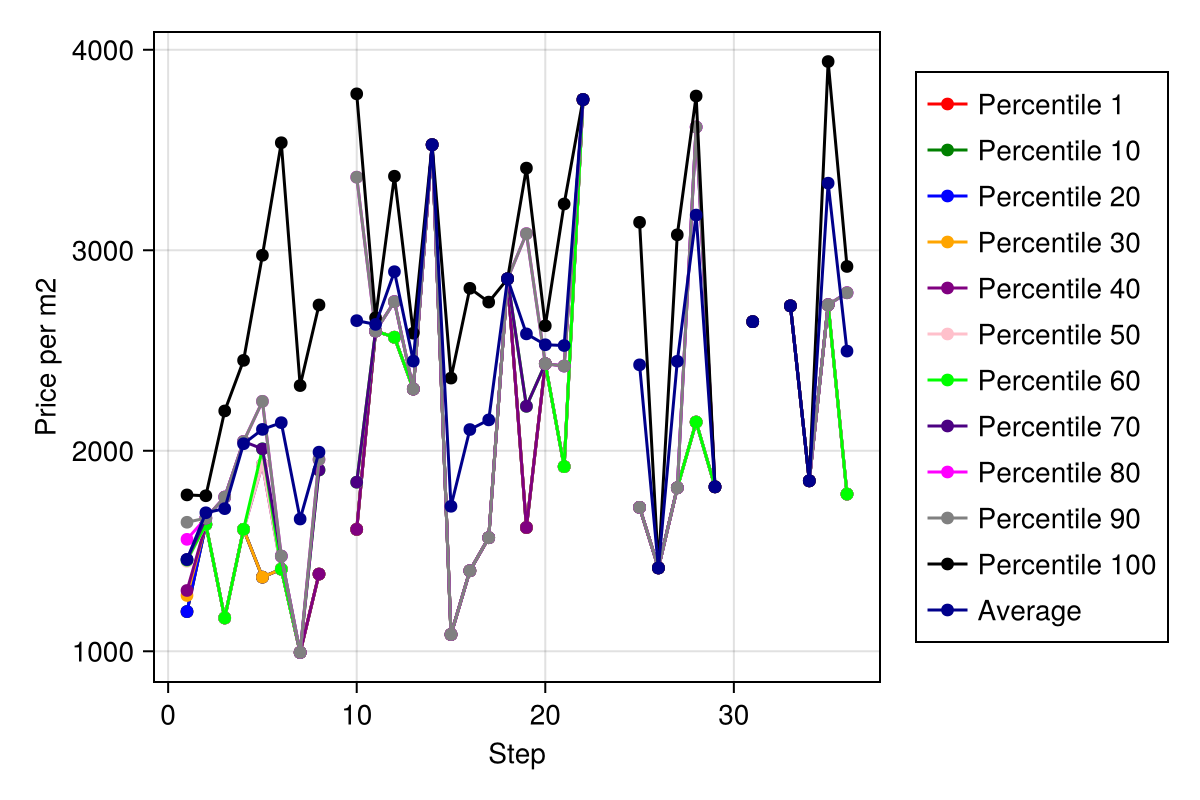 4000
3000
2000
1000
Price per m2
0 10 20 30
Step
Percentile 1
Percentile 10
Percentile 20
Percentile 30
Percentile 40
Percentile 50
Percentile 60
Percentile 70
Percentile 80
Percentile 90
Percentile 100
Average